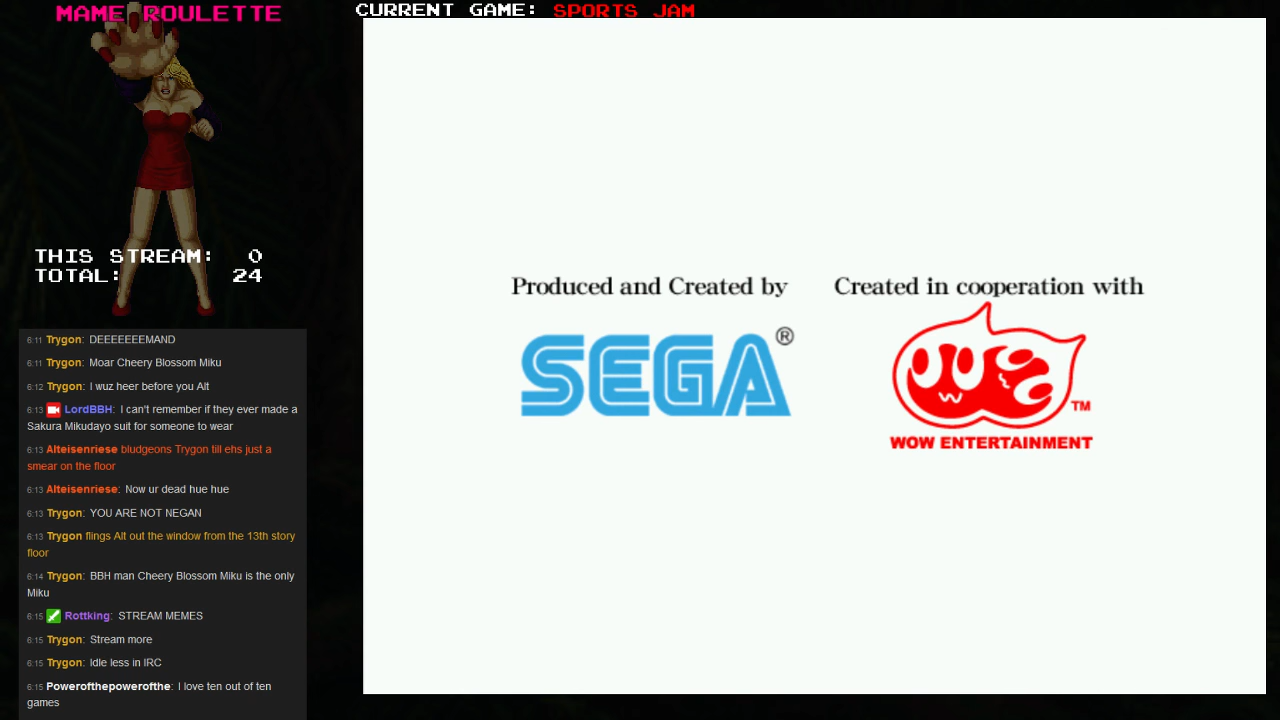 MAME ROULETTE
CURRENT GAME: SPORTS JAM
THIS STREAM: 0
TOTAL: 24
6:11 Trygon: DEEEEEEEMAND
6:11 Trygon: Moar Cheery Blossom Miku
6:12 Trygon: I wuz heer before you Alt
6:13 LordBBH: I can't remember if they ever made a
Sakura Mikudayo suit for someone to wear
6:13 Alteisenriese bludgeons Trygon till ehs just a
smear on the floor
6:13 Alteisenriese: Now ur dead hue hue
6:13 Trygon: YOU ARE NOT NEGAN
6:13 Trygon flings Alt out the window from the 13th story
floor
6:14 Trygon: BBH man Cheery Blossom Miku is the only
Miku
6:15 Rottking: STREAM MEMES
6:15 Trygon: Stream more
6:15 Trygon: Idle less in IRC
6:15 Powerofthepowerofthe: I love ten out of ten
games
Produced and Created by
SEGA®
Created in cooperation with
WOW
TM
WOW ENTERTAINMENT